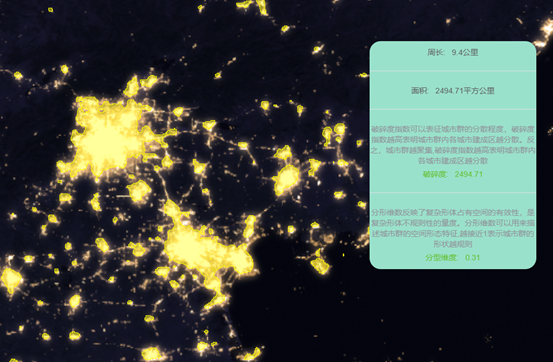 周长: 9.4公里
面积: 2494.71平方公里
破碎度指数可以表征城市群的分散程度，破碎度
指数越高表明城市群内各城市建成区越分散。反
之，城市群越聚集,破碎度指数越高表明城市群内
各城市建成区越分散
破碎度: 2494.71
分形维数反映了复杂形体占有空间的有效性，是
复杂形体不规则性的量度。分形维数可以用来描
述城市群的空间形态特征,越接近1表示城市群的
形状越规则
分型维度: 0.31